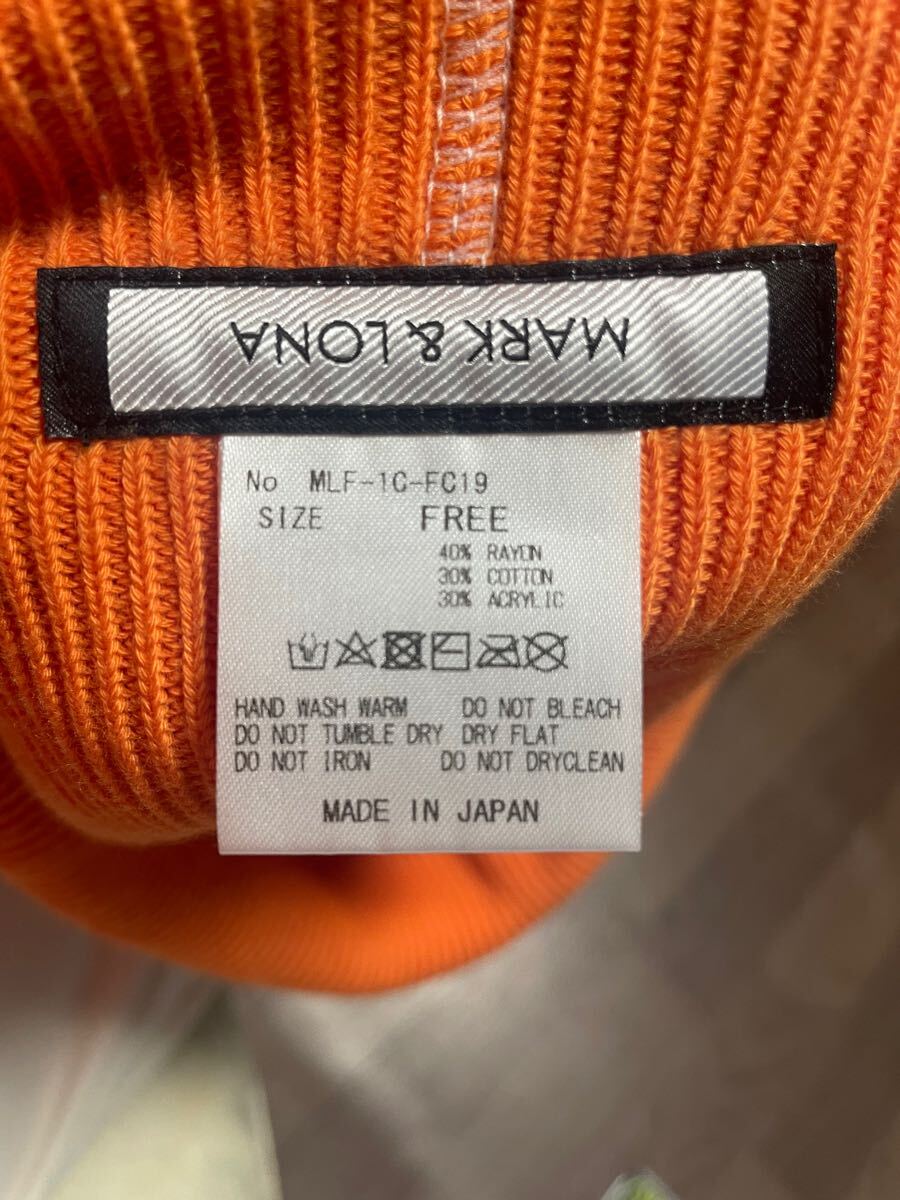 MARK & LONA
No MLF-1C-FC19
SIZE FREE
40% RAYON
30% COTTON
30% ACRYLIC
HAND WASH WARM DO NOT BLEACH
DO NOT TUMBLE DRY DRY FLAT
DO NOT IRON DO NOT DRYCLEAN
MADE IN JAPAN